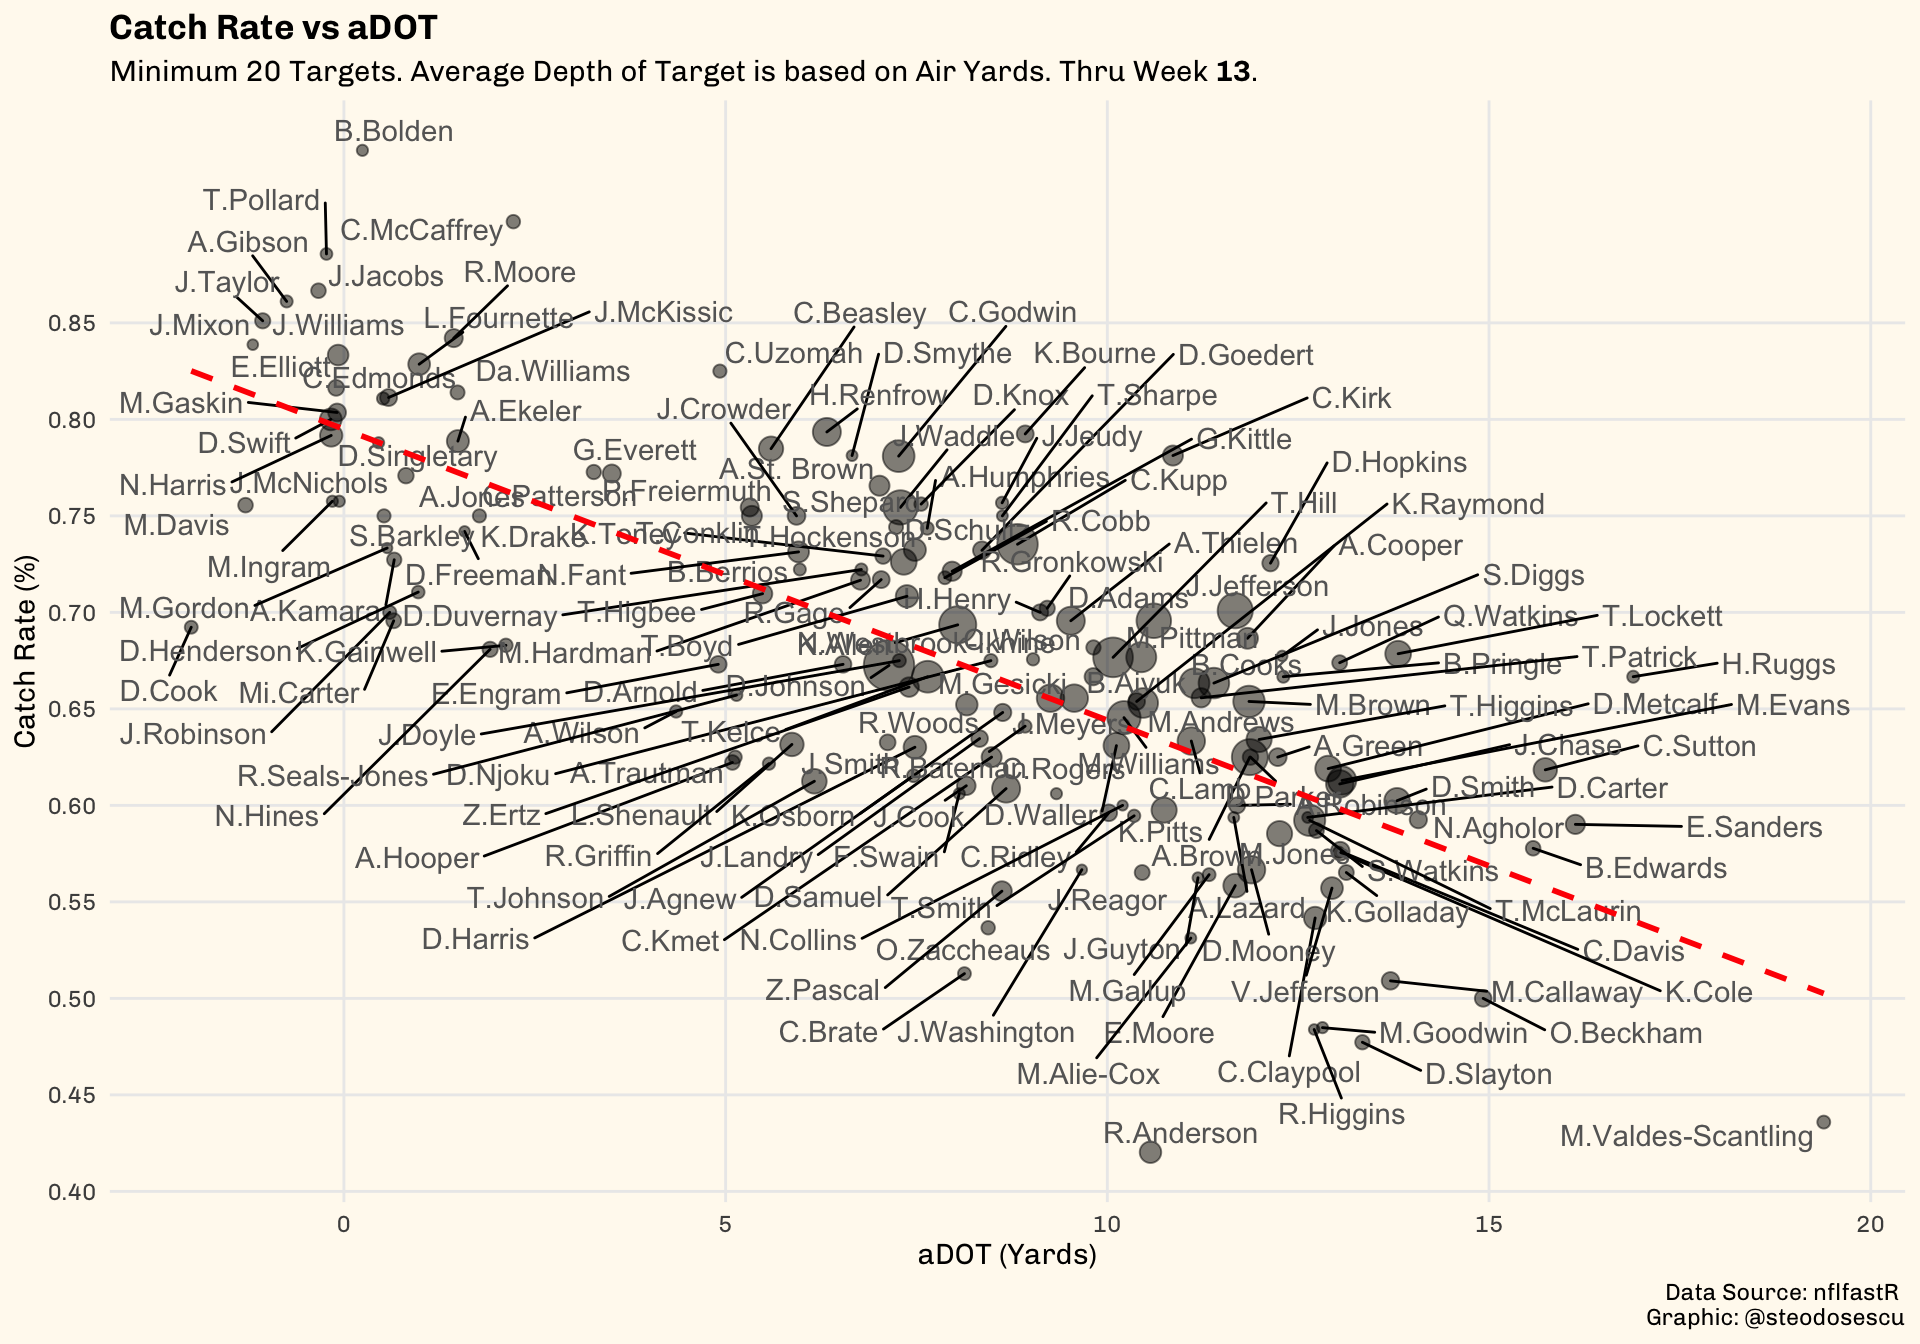 Catch Rate vs aDOT
Minimum 20 Targets. Average Depth of Target is based on Air Yards. Thru Week 13.
B.Bolden
T.Pollard
C.McCaffrey
A.Gibson
J.Taylor
J.Jacobs
R.Moore
J.Mixon
J.Williams
L.Fournette
J.McKissic
C.Beasley
C.Godwin
E.Elliott
C.Edmonds
Da.Williams
C.Uzomah
D.Smythe
K.Bourne
D.Goedert
M.Gaskin
A.Ekeler
J.Crowder
H.Renfrow
D.Knox
T.Sharpe
C.Kirk
D.Swift
D.Singletary
G.Everett
J.Waddle
J.Jeudy
G.Kittle
N.Harris
J.McNichols
A.St. Brown
A.Humphries
C.Kupp
D.Hopkins
M.Davis
A.Jones
C.Patterson
P.Freiermuth
S.Shepard
T.Hill
K.Raymond
S.Barkley
K.Drake
K.Toney
T.Conklin
T.Hockenson
D.Schultz
R.Cobb
M.Ingram
D.Freeman
N.Fant
B.Berrios
R.Gronkowski
A.Thielen
A.Cooper
M.Gordon
A.Kamara
D.Duvernay
T.Higbee
R.Gage
H.Henry
D.Adams
J.Jefferson
S.Diggs
D.Henderson
K.Gainwell
M.Hardman
T.Boyd
C.Wilson
M.Pittman
J.Jones
Q.Watkins
T.Lockett
D.Cook
Mi.Carter
E.Engram
D.Arnold
D.Johnson
M.Gesicki
B.Aiyuk
B.Cooks
B.Pringle
T.Patrick
H.Ruggs
J.Robinson
J.Doyle
A.Wilson
T.Kelce
R.Woods
J.Meyers
M.Andrews
M.Brown
T.Higgins
D.Metcalf
M.Evans
R.Seals-Jones
D.Njoku
A.Trautman
J.Smith
R.Bateman
C.Rogers
M.Williams
A.Green
J.Chase
C.Sutton
N.Hines
Z.Ertz
L.Shenault
K.Osborn
J.Cook
D.Waller
C.Lamb
D.Parker
A.Robinson
D.Smith
D.Carter
A.Hooper
R.Griffin
J.Landry
F.Swain
C.Ridley
K.Pitts
A.Brown
M.Jones
N.Agholor
E.Sanders
T.Johnson
J.Agnew
D.Samuel
T.Smith
J.Reagor
S.Watkins
B.Edwards
D.Harris
C.Kmet
N.Collins
O.Zaccheaus
J.Guyton
A.Lazard
K.Golladay
T.McLaurin
D.Mooney
C.Davis
Z.Pascal
M.Gallup
V.Jefferson
M.Callaway
K.Cole
C.Brate
J.Washington
E.Moore
M.Goodwin
O.Beckham
M.Alie-Cox
C.Claypool
D.Slayton
R.Higgins
R.Anderson
M.Valdes-Scantling
0.85
0.80
0.75
0.70
0.65
0.60
0.55
0.50
0.45
0.40
Catch Rate (%)
0
5
10
15
20
aDOT (Yards)
Data Source: nflfastR
Graphic: @steodosescu